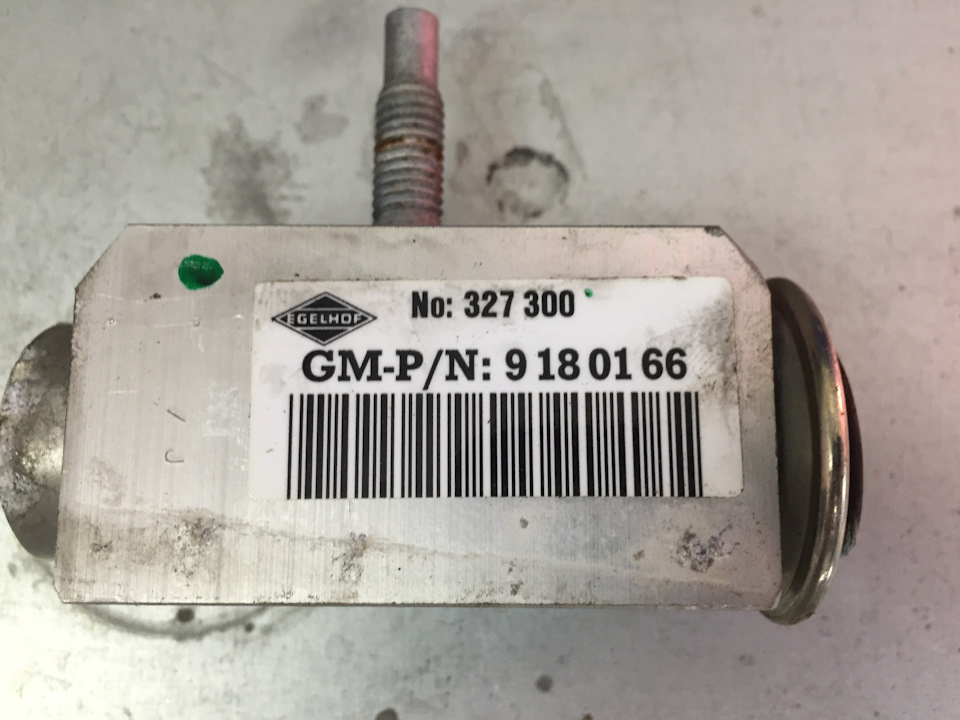 EGELHOF
No: 327 300
GM-P/N: 9 18 01 66